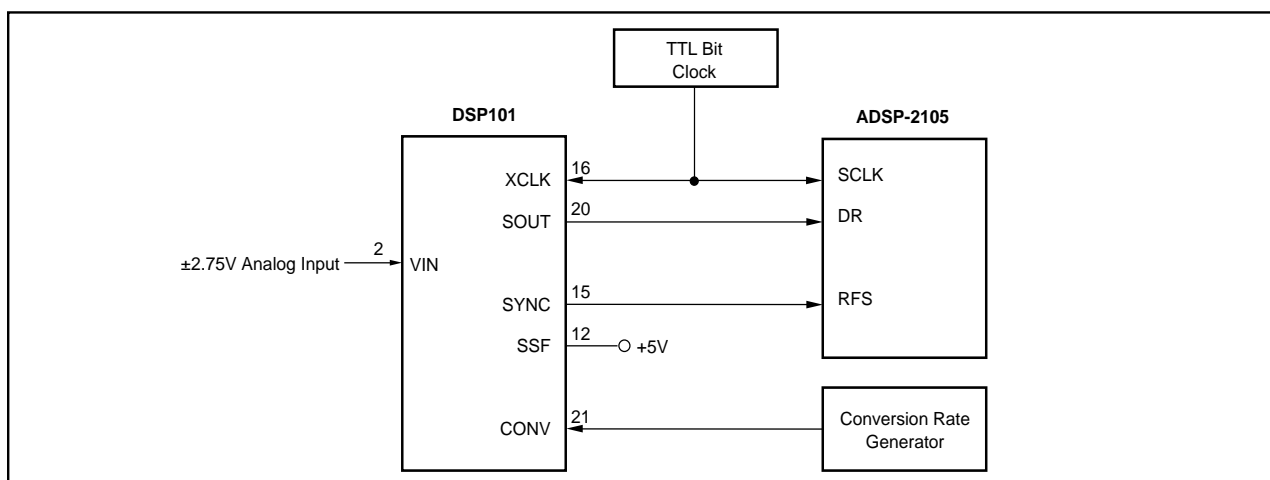 TTL Bit
Clock
DSP101
ADSP-2105
XCLK
16
SCLK
SOUT
20
DR
±2.75V Analog Input
2
VIN
SYNC
15
RFS
SSF
12
+5V
CONV
21
Conversion Rate
Generator